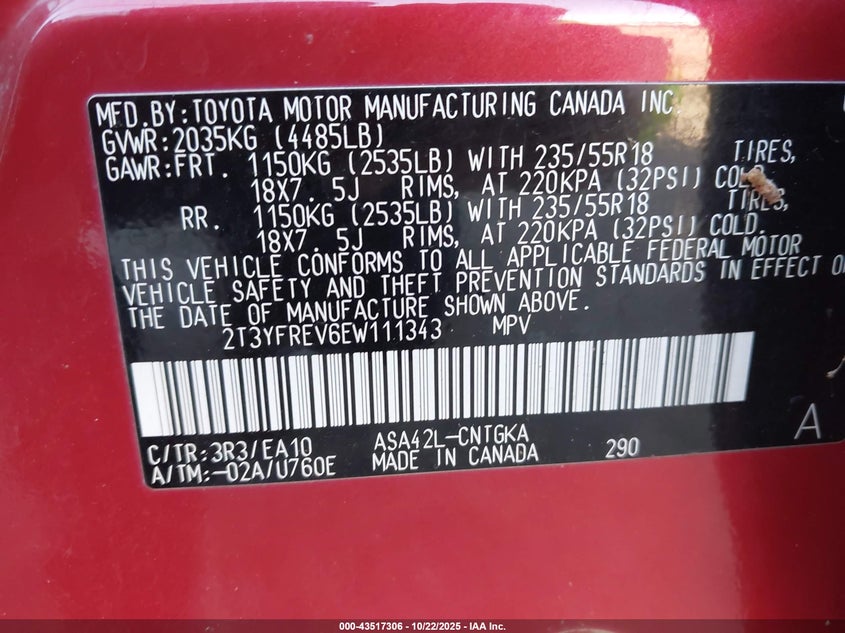 MFD.BY:TOYOTA MOTOR MANUFACTURING CANADA INC.
GVWR:2035KG (4485LB)
GAWR:FRT. 1150KG (2535LB) WITH 235/55R18 TIRES,
18X7. 5J RIMS, AT 220KPA (32PSI) COLD.
RR. 1150KG (2535LB) WITH 235/55R18 TIRES,
18X7. 5J RIMS, AT 220KPA (32PSI) COLD.
THIS VEHICLE CONFORMS TO ALL APPLICABLE FEDERAL MOTOR
VEHICLE SAFETY AND THEFT PREVENTION STANDARDS IN EFFECT
THE DATE OF MANUFACTURE SHOWN ABOVE.
2T3YFREV6EW111343 MPV
A
C/TR:3R3/EA10 ASA42L-CNTGKA
A/TM:-02A/U760E MADE IN CANADA 290
000-43517306 - 10/22/2025 - IAA Inc.